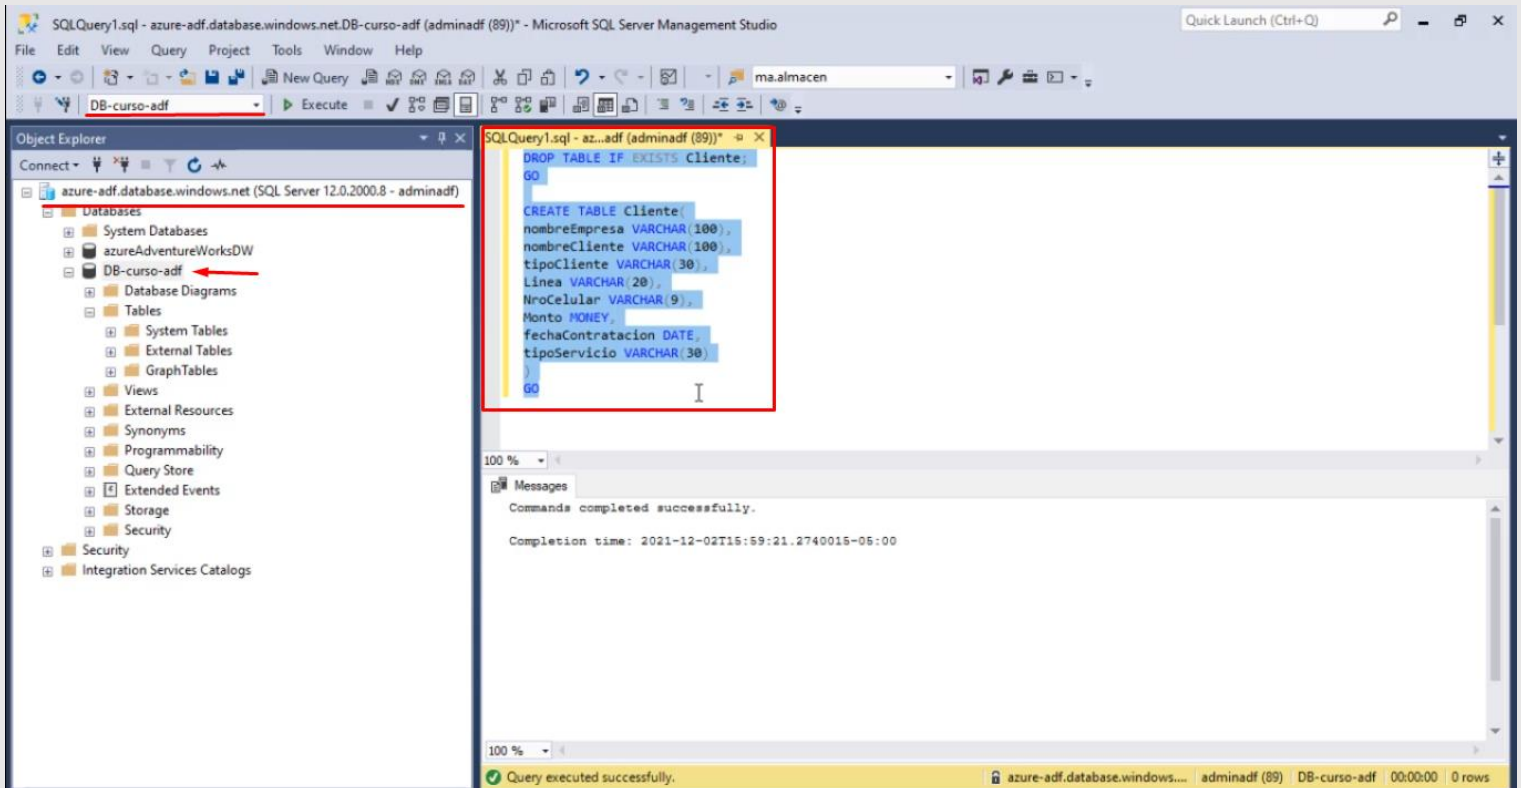 SQLQuery1.sql - azure-adf.database.windows.net.DB-curso-adf (adminadf (89))* - Microsoft SQL Server Management Studio
Quick Launch (Ctrl+Q)
File Edit View Query Project Tools Window Help
New Query
ma.almacen
DB-curso-adf
Execute
Object Explorer
Connect
azure-adf.database.windows.net (SQL Server 12.0.2000.8 - adminadf)
Databases
System Databases
azureAdventureWorksDW
DB-curso-adf
Database Diagrams
Tables
System Tables
External Tables
GraphTables
Views
External Resources
Synonyms
Programmability
Query Store
Extended Events
Storage
Security
Security
Integration Services Catalogs
SQLQuery1.sql - az...adf (adminadf (89))*
DROP TABLE IF EXISTS Cliente;
GO
CREATE TABLE Cliente(
nombreEmpresa VARCHAR(100),
nombreCliente VARCHAR(100),
tipoCliente VARCHAR(30),
Linea VARCHAR(20),
NroCelular VARCHAR(9),
Monto MONEY,
fechaContratacion DATE,
tipoServicio VARCHAR(30)
)
GO
100 %
Messages
Commands completed successfully.
Completion time: 2021-12-02T15:59:21.2740015-05:00
100 %
Query executed successfully.
azure-adf.database.windows.... adminadf (89) DB-curso-adf 00:00:00 0 rows